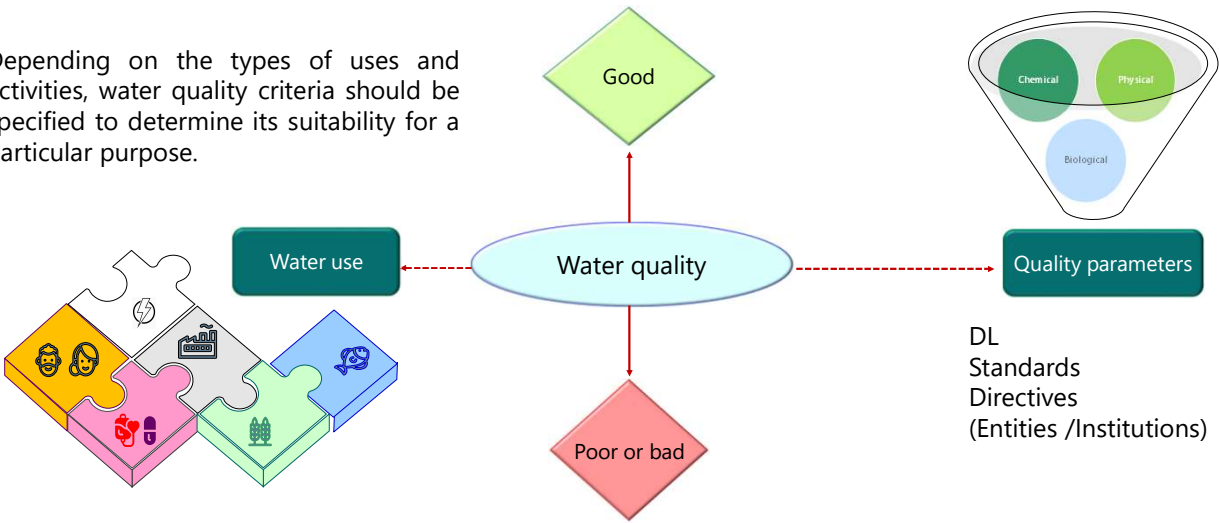 epending on the types of uses and
ctivities, water quality criteria should be
pecified to determine its suitability for a
articular purpose.
Good
Chemical
Physical
Biological
Water use
Water quality
Quality parameters
DL
Standards
Directives
(Entities /Institutions)
Poor or bad